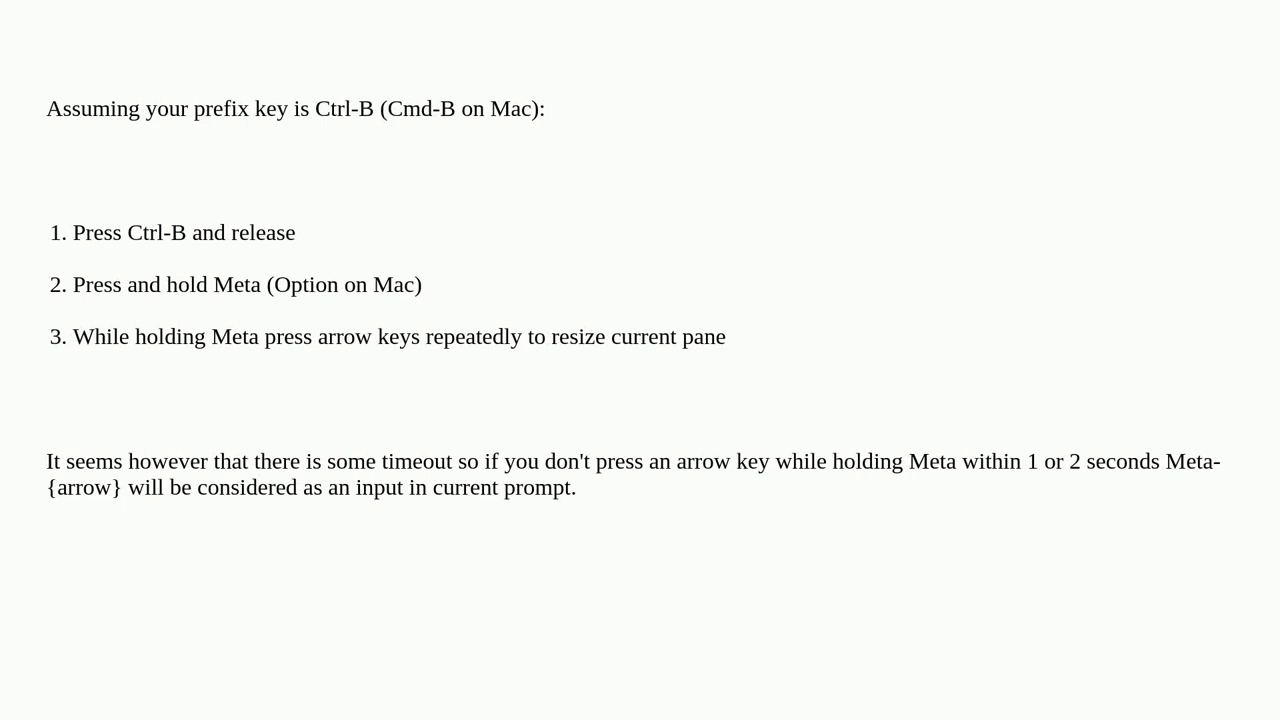 Assuming your prefix key is Ctrl-B (Cmd-B on Mac):
1. Press Ctrl-B and release
2. Press and hold Meta (Option on Mac)
3. While holding Meta press arrow keys repeatedly to resize current pane
It seems however that there is some timeout so if you don't press an arrow key while holding Meta within 1 or 2 seconds Meta-
{arrow} will be considered as an input in current prompt.